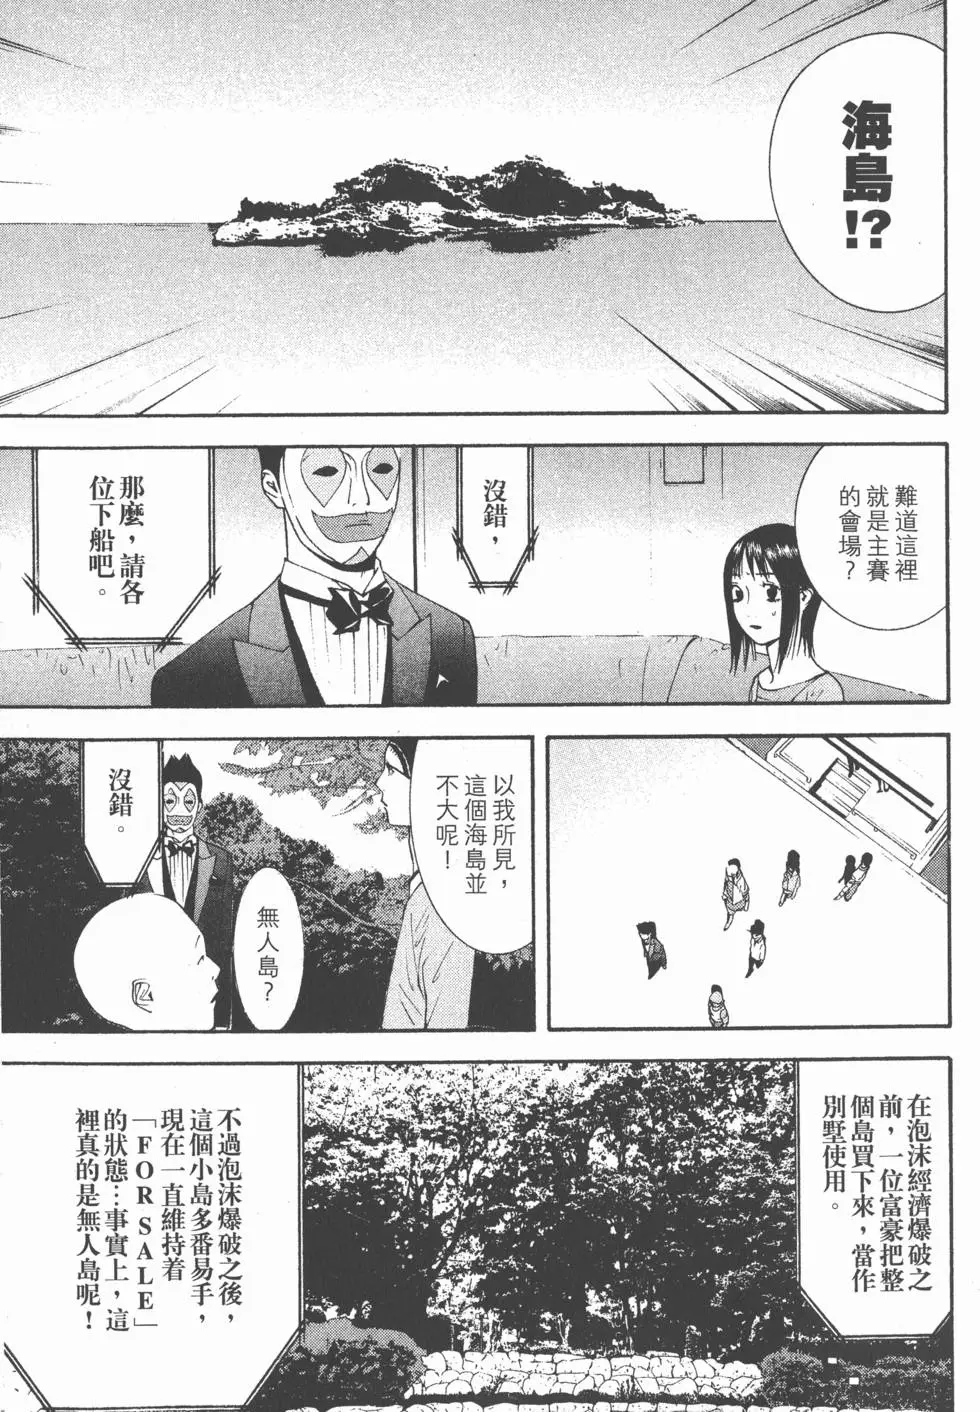 海島!?
難道這裡
就是主賽
的會場？
沒錯，
那麼，請各
位下船吧。
以我所見，
這個海島並
不大呢！
無人島？
沒錯。
在泡沫經濟爆破之
前，一位富豪把整
個島買下來，當作
別墅使用。
不過泡沫爆破之後，
這個小島多番易手，
現在一直維持着
「FOR SALE」
的狀態…事實上，這
裡真的是無人島呢！